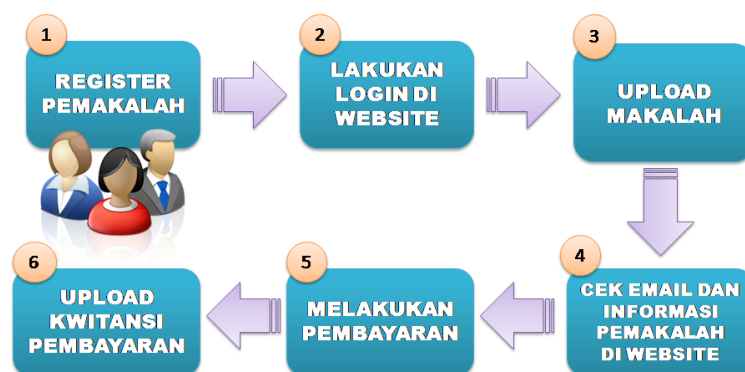 1
REGISTER
PEMAKALAH
2
LAKUKAN
LOGIN DI
WEBSITE
3
UPLOAD
MAKALAH
4
CEK EMAIL DAN
INFORMASI
PEMAKALAH
DI WEBSITE
5
MELAKUKAN
PEMBAYARAN
6
UPLOAD
KWITANSI
PEMBAYARAN